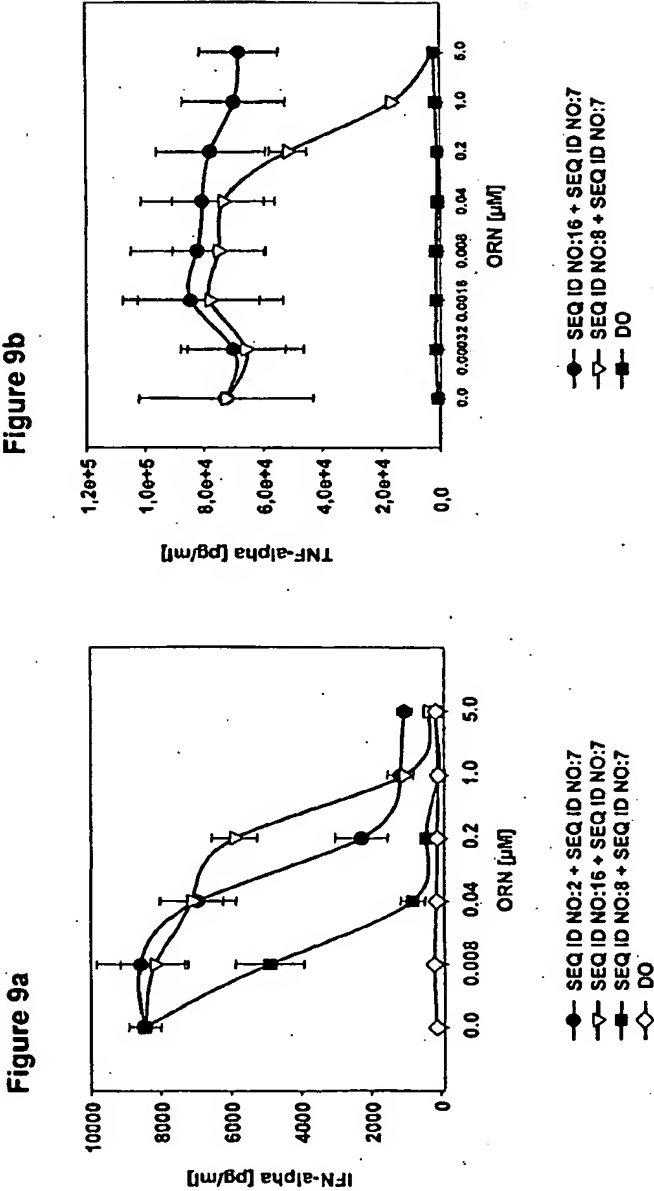 Figure 9a
IFN-alpha [pg/ml]
10000
8000
6000
4000
2000
0
0.0 0.008 0.04 0.2 1.0 5.0
ORN [µM]
SEQ ID NO:2 + SEQ ID NO:7
SEQ ID NO:16 + SEQ ID NO:7
SEQ ID NO:8 + SEQ ID NO:7
DO
Figure 9b
TNF-alpha [pg/ml]
1,2e+5
1,0e+5
8,0e+4
6,0e+4
4,0e+4
2,0e+4
0,0
0.0 0.00032 0.0016 0.008 0.04 0.2 1.0 5.0
ORN [µM]
SEQ ID NO:16 + SEQ ID NO:7
SEQ ID NO:8 + SEQ ID NO:7
DO